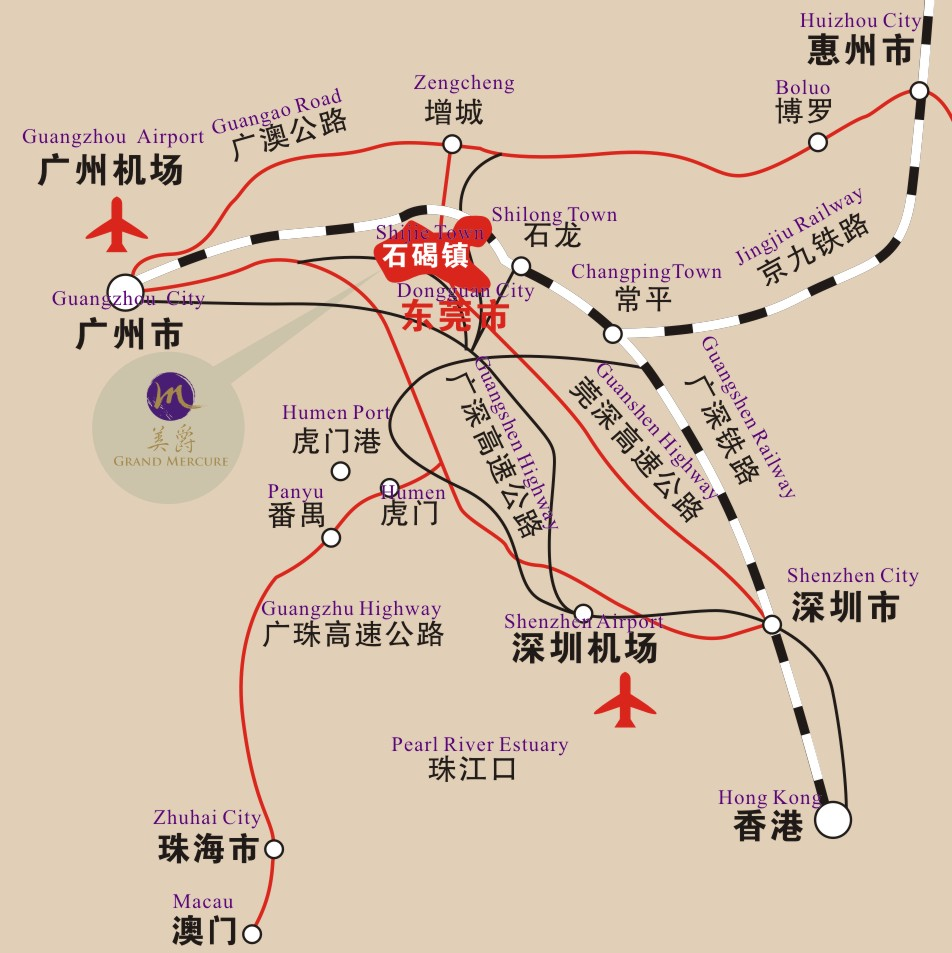 Huizhou City
惠州市
Zengcheng
增城
Boluo
博罗
Guangao Road
广澳公路
Guangzhou Airport
广州机场
Shilong Town
石龙
Jingjiu Railway
京九铁路
Shijie Town
石碣镇
ChangpingTown
常平
Dongguan City
东莞市
Guangzhou City
广州市
美爵
GRAND MERCURE
Humen Port
虎门港
Guangshen Highway
广深高速公路
Guanshen Highway
莞深高速公路
Guangshen Railway
广深铁路
Panyu
番禺
Humen
虎门
Guangzhu Highway
广珠高速公路
Shenzhen Airport
深圳机场
Shenzhen City
深圳市
Pearl River Estuary
珠江口
Hong Kong
香港
Zhuhai City
珠海市
Macau
澳门